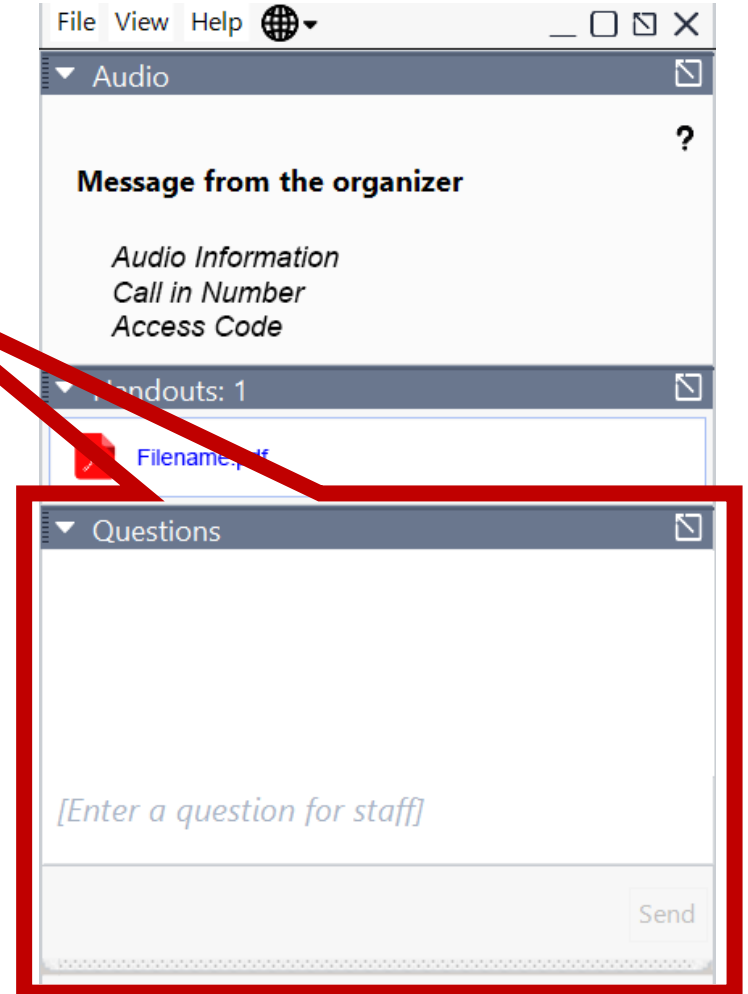 File View Help
Audio
?
Message from the organizer
Audio Information
Call in Number
Access Code
Handouts: 1
Filename.pdf
Questions
[Enter a question for staff]
Send